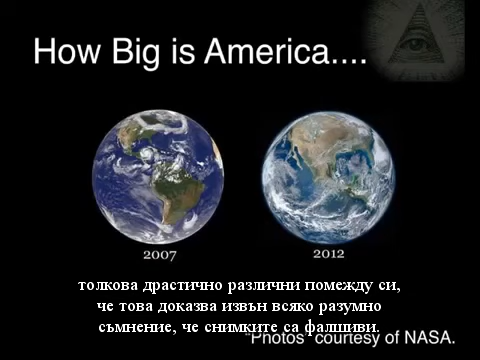 How Big is America....
2007
2012
толкова драстично различни помежду си,
че това доказва извън всяко разумно
съмнение, че снимките са фалшиви.
"Photos" courtesy of NASA.